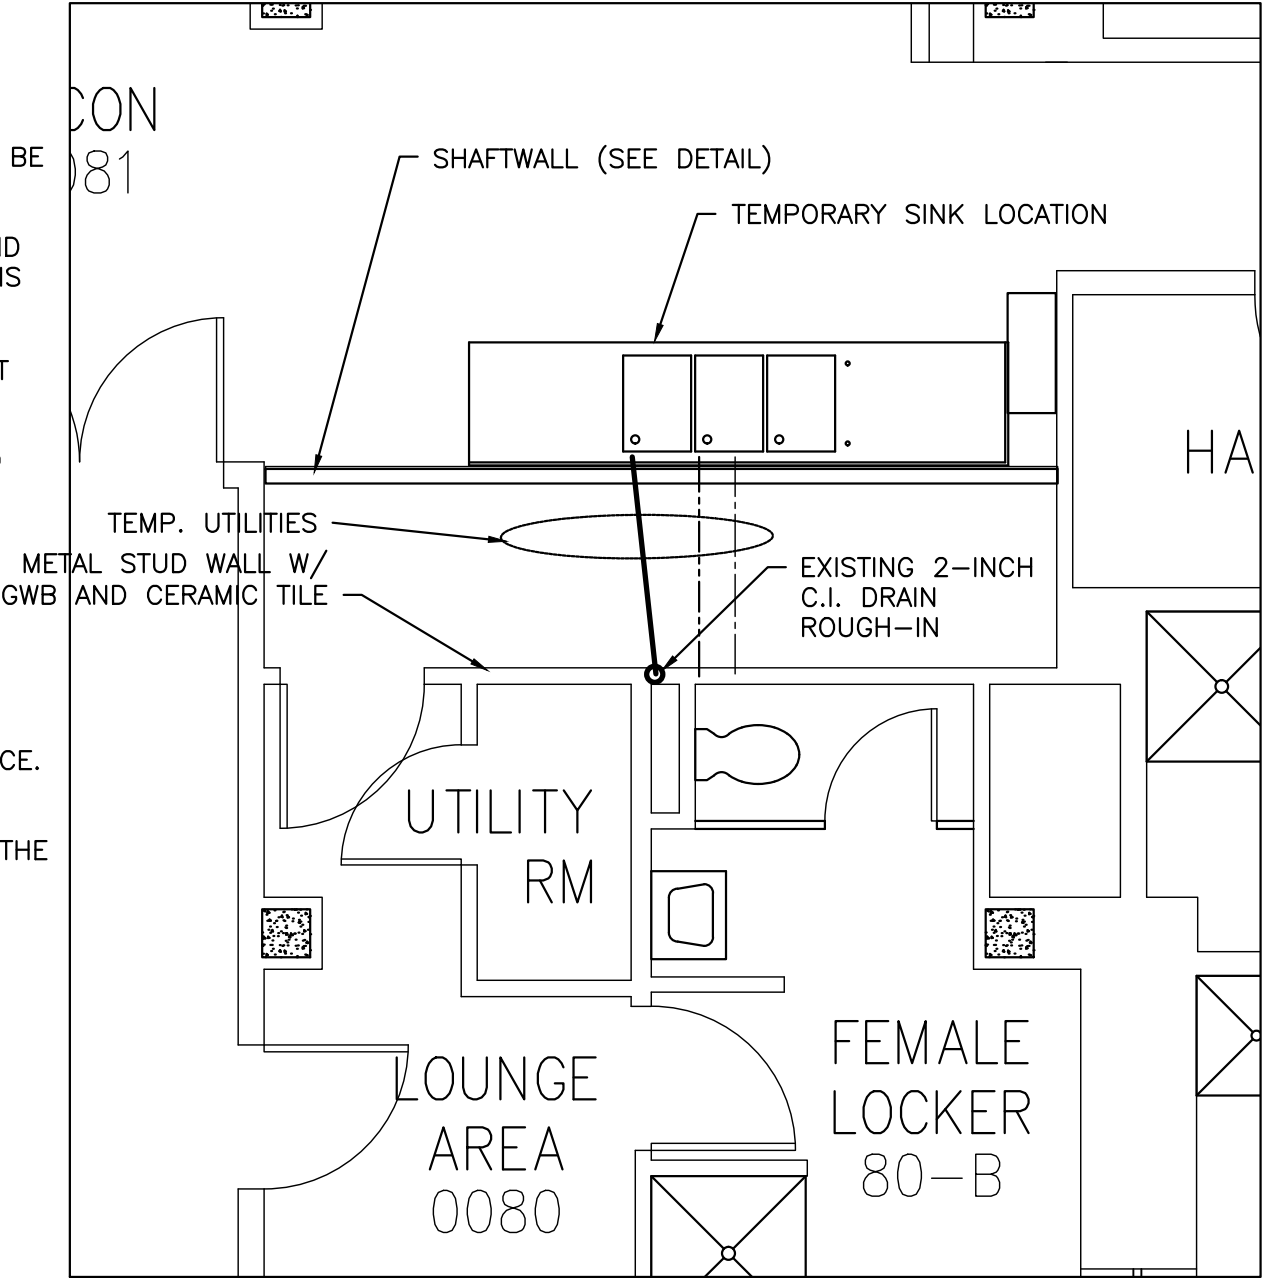 CON
081
BE
SHAFTWALL (SEE DETAIL)
TEMPORARY SINK LOCATION
HA
TEMP. UTILITIES
METAL STUD WALL W/
GWB AND CERAMIC TILE
EXISTING 2-INCH
C.I. DRAIN
ROUGH-IN
CE.
THE
UTILITY
RM
LOUNGE
AREA
0080
FEMALE
LOCKER
80-B